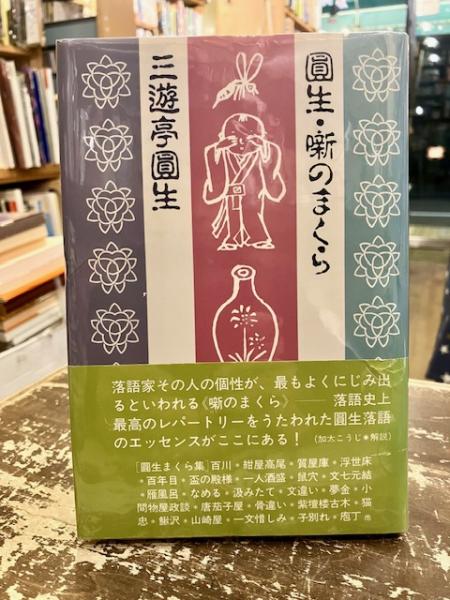 圓生・噺のまくら
三遊亭圓生
落語家その人の個性が、最もよくにじみ出
るといわれる《噺のまくら》――落語史上
最高のレパートリーをうたわれた圓生落語
のエッセンスがここにある！（加太こうじ●解説）
［圓生まくら集］百川・紺屋高尾・質屋庫・浮世床
・百年目・盃の殿様・一人酒盛・鼠穴・文七元結
・雁風呂・なめる・汲みたて・文違い・夢金・小
間物屋政談・唐茄子屋・骨違い・紫壇楼古木・猫
忠・鰍沢・山崎屋・一文惜しみ・子別れ・庖丁 他